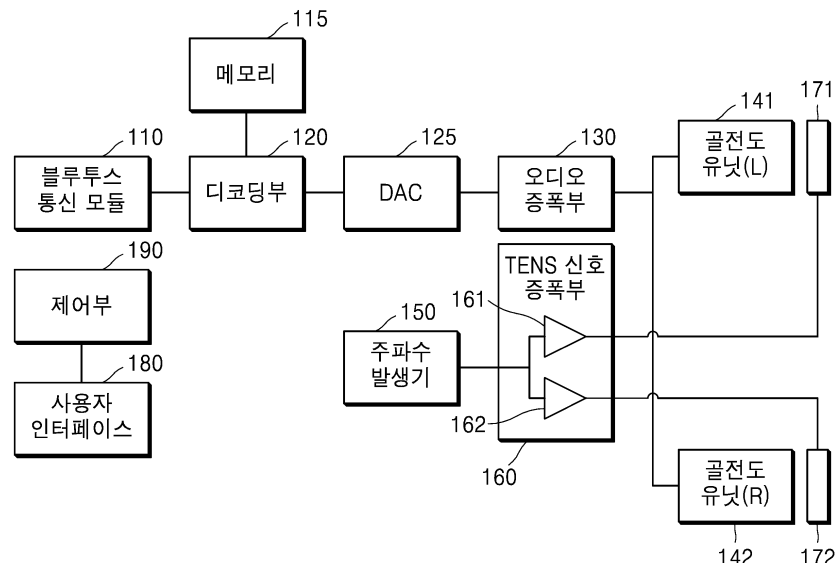 115
메모리
110
블루투스
통신 모듈
120
디코딩부
125
DAC
130
오디오
증폭부
141
골전도
유닛(L)
171
190
제어부
180
사용자
인터페이스
150
주파수
발생기
TENS 신호
증폭부
161
162
160
골전도
유닛(R)
142
172